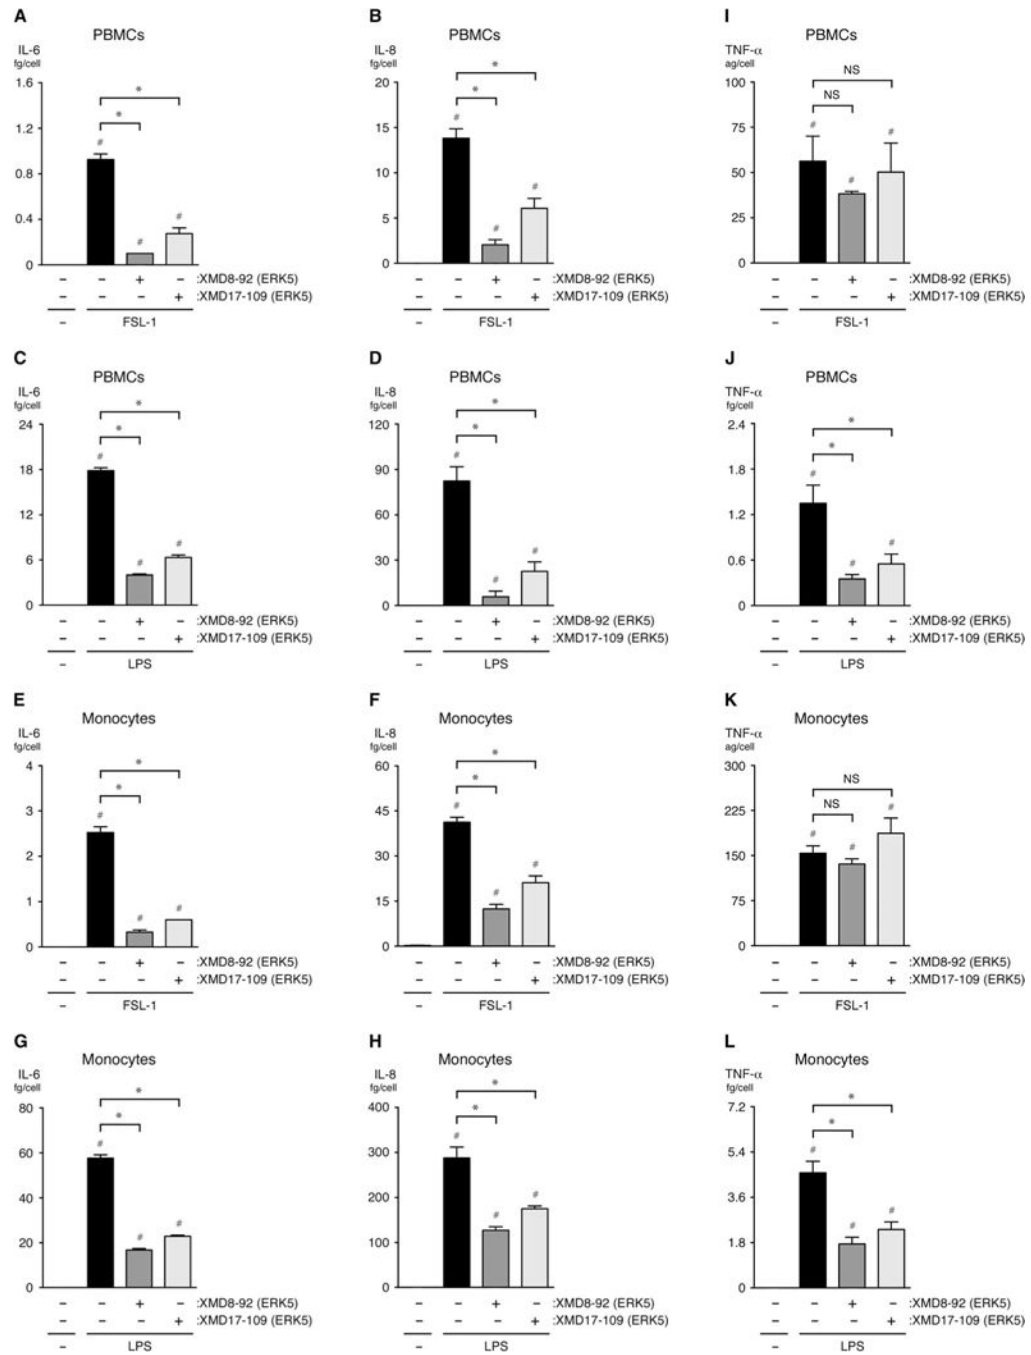 A
PBMCs
IL-6
fg/cell
1.6
1.2
0.8
0.4
0
*
*
#
#
#
– – + – :XMD8-92 (ERK5)
– – – + :XMD17-109 (ERK5)
– FSL-1
B
PBMCs
IL-8
fg/cell
20
15
10
5
0
*
*
#
#
#
– – + – :XMD8-92 (ERK5)
– – – + :XMD17-109 (ERK5)
– FSL-1
I
PBMCs
TNF-α
ag/cell
100
75
50
25
0
NS
NS
#
#
#
– – + – :XMD8-92 (ERK5)
– – – + :XMD17-109 (ERK5)
– FSL-1
C
PBMCs
IL-6
fg/cell
24
18
12
6
0
*
*
#
#
#
– – + – :XMD8-92 (ERK5)
– – – + :XMD17-109 (ERK5)
– LPS
D
PBMCs
IL-8
fg/cell
120
90
60
30
0
*
*
#
#
#
– – + – :XMD8-92 (ERK5)
– – – + :XMD17-109 (ERK5)
– LPS
J
PBMCs
TNF-α
fg/cell
2.4
1.8
1.2
0.6
0
*
*
#
#
#
– – + – :XMD8-92 (ERK5)
– – – + :XMD17-109 (ERK5)
– LPS
E
Monocytes
IL-6
fg/cell
4
3
2
1
0
*
*
#
#
#
– – + – :XMD8-92 (ERK5)
– – – + :XMD17-109 (ERK5)
– FSL-1
F
Monocytes
IL-8
fg/cell
60
45
30
15
0
*
*
#
#
#
– – + – :XMD8-92 (ERK5)
– – – + :XMD17-109 (ERK5)
– FSL-1
K
Monocytes
TNF-α
ag/cell
300
225
150
75
0
NS
NS
#
#
#
– – + – :XMD8-92 (ERK5)
– – – + :XMD17-109 (ERK5)
– FSL-1
G
Monocytes
IL-6
fg/cell
80
60
40
20
0
*
*
#
#
#
– – + – :XMD8-92 (ERK5)
– – – + :XMD17-109 (ERK5)
– LPS
H
Monocytes
IL-8
fg/cell
400
300
200
100
0
*
*
#
#
#
– – + – :XMD8-92 (ERK5)
– – – + :XMD17-109 (ERK5)
– LPS
L
Monocytes
TNF-α
fg/cell
7.2
5.4
3.6
1.8
0
*
*
#
#
#
– – + – :XMD8-92 (ERK5)
– – – + :XMD17-109 (ERK5)
– LPS